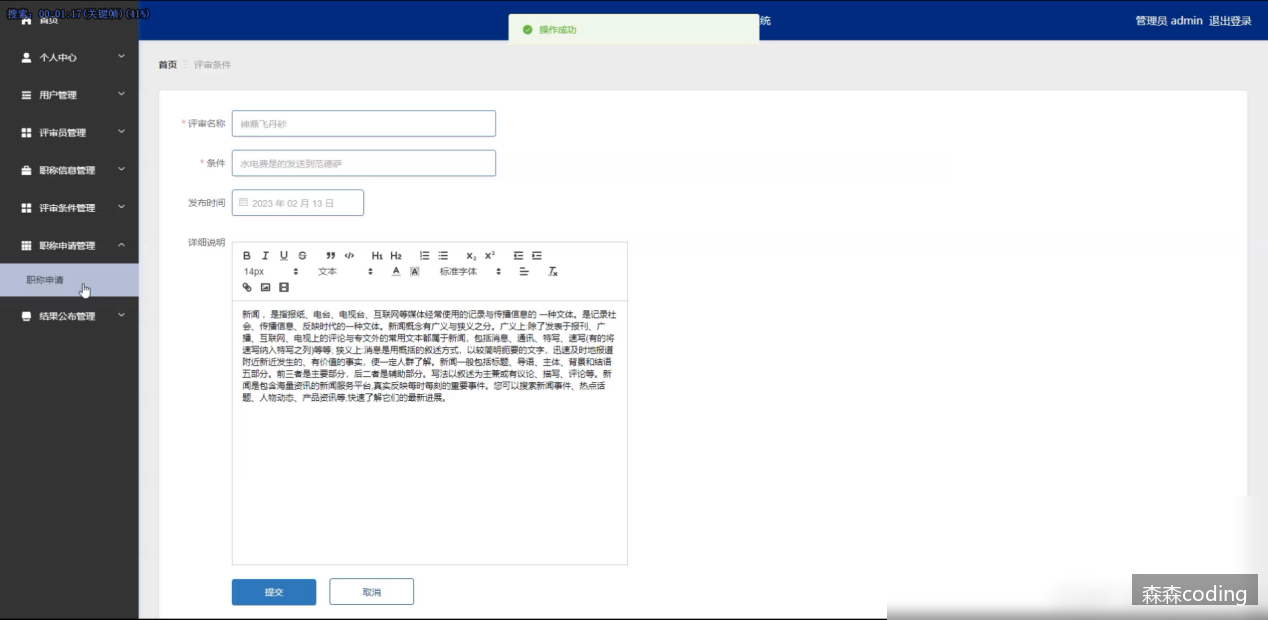 搜索: 00:01:17(关键帧)(41%)
首页
统
操作成功
管理员 admin 退出登录
个人中心
用户管理
评审员管理
职称信息管理
评审条件管理
职称申请管理
职称申请
结果公布管理
首页
评审条件
* 评审名称
神鼎飞丹砂
* 条件
水电费是的发送到范德萨
发布时间
2023 年 02 月 13 日
详细说明
B I U S ” </> H1 H2 X₂ X²
14px 文本 A A 标准字体 Tx
新闻，是指报纸、电台、电视台、互联网等媒体经常使用的记录与传播信息的 一种文体。是记录社
会、传播信息、反映时代的一种文体。新闻概念有广义与狭义之分。广义上:除了发表于报刊、广
播、互联网、电视上的评论与专文外的常用文本都属于新闻，包括消息、通讯、特写、速写(有的将
速写纳入特写之列)等等; 狭义上:消息是用概括的叙述方式，以较简明扼要的文字，迅速及时地报道
附近新近发生的、有价值的事实，使一定人群了解。新闻一般包括标题、导语、主体、背景和结语
五部分。前三者是主要部分，后二者是辅助部分。写法以叙述为主兼或有议论、描写、评论等。新
闻是包含海量资讯的新闻服务平台,真实反映每时每刻的重要事件。您可以搜索新闻事件、热点话
题、人物动态、产品资讯等,快速了解它们的最新进展。
提交
取消
森森coding